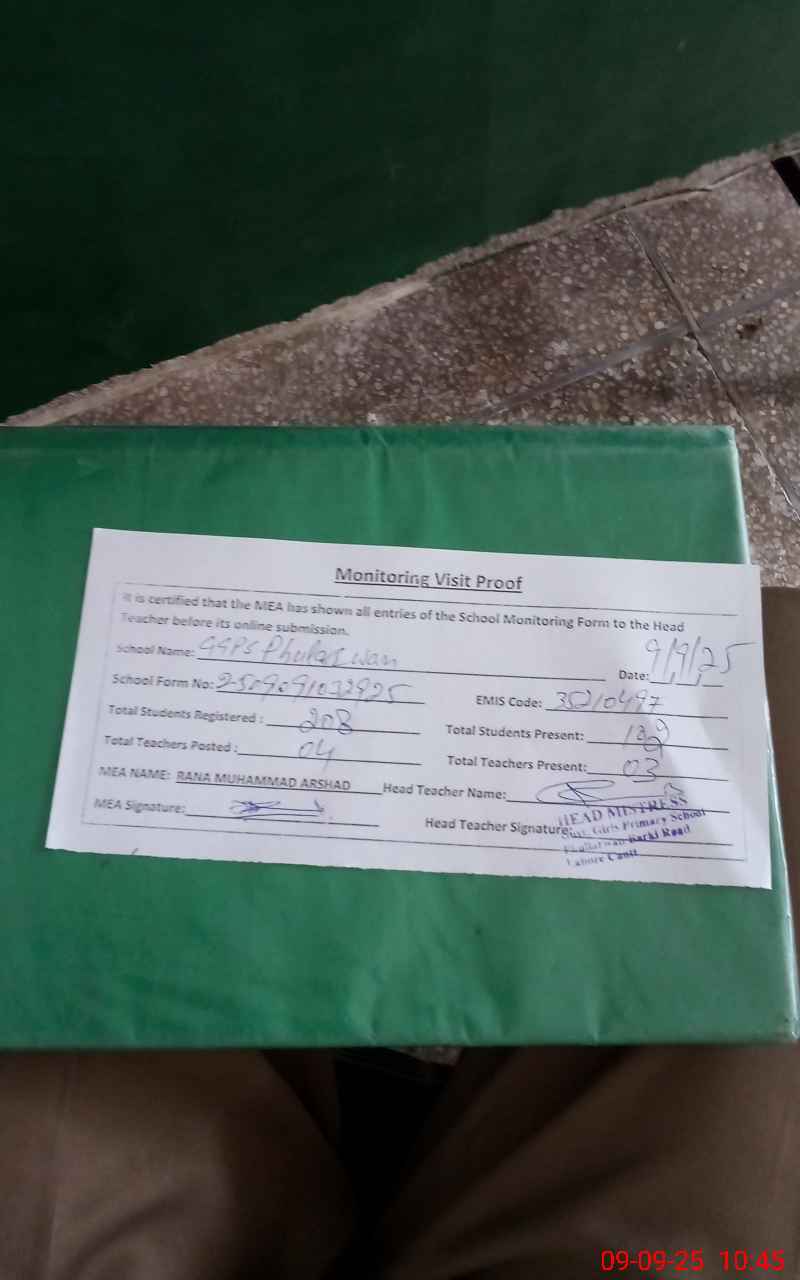 Monitoring Visit Proof
It is certified that the MEA has shown all entries of the School Monitoring Form to the Head
Teacher before its online submission.
School Name: GGPS Phularwan
Date: 9/9/25
School Form No:
EMIS Code: 35210497
Total Students Registered : 208
Total Students Present:
Total Teachers Posted : 04
Total Teachers Present: 03
MEA NAME: RANA MUHAMMAD ARSHAD
Head Teacher Name:
MEA Signature:
Head Teacher Signature:
HEAD MISTRESS
Govt. Girls Primary School
Barki Road
Lahore Cantt
09-09-25 10:45